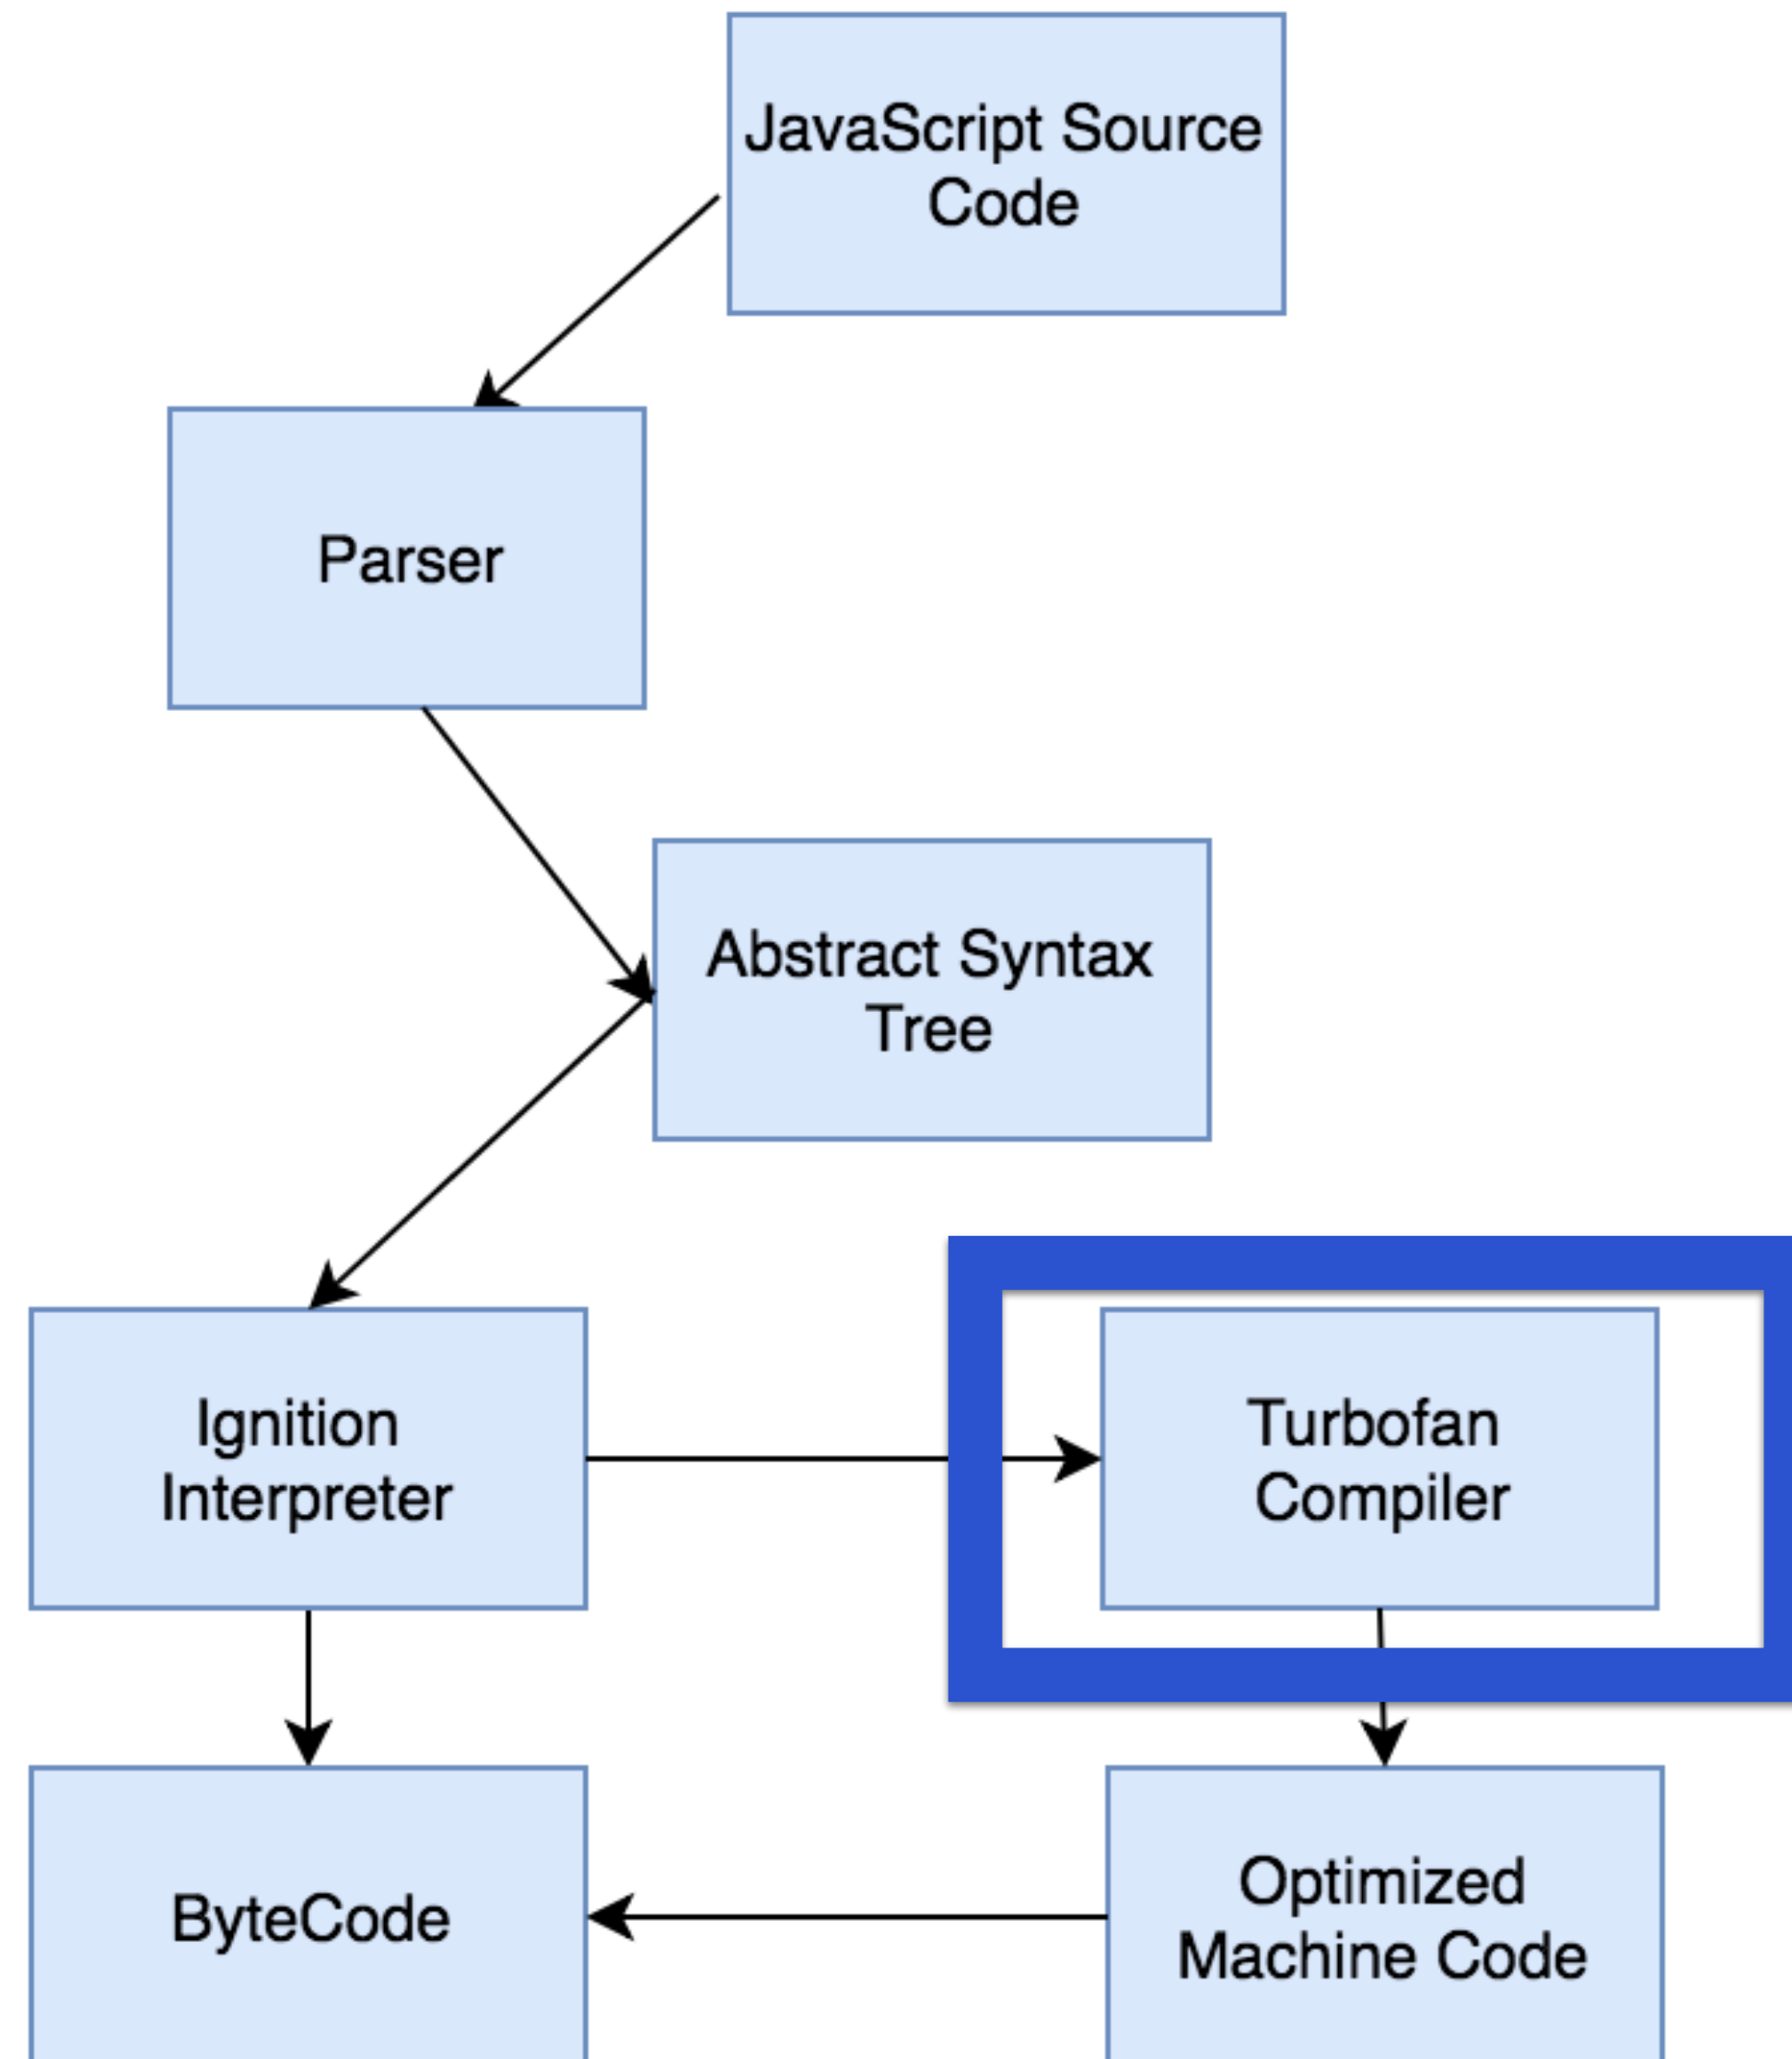 JavaScript Source
Code
Parser
Abstract Syntax
Tree
Ignition
Interpreter
Turbofan
Compiler
ByteCode
Optimized
Machine Code